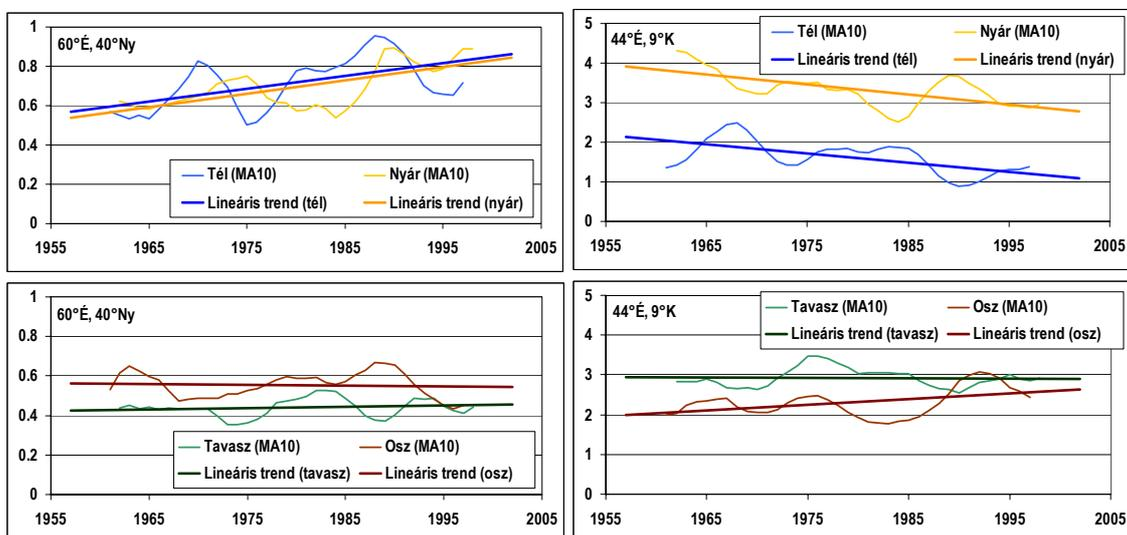 1
60°É, 40°Ny
0.8
0.6
0.4
0.2
0
Tél (MA10) Nyár (MA10)
Lineáris trend (tél) Lineáris trend (nyár)
1955 1965 1975 1985 1995 2005
5
44°É, 9°K
4
3
2
1
0
Tél (MA10) Nyár (MA10)
Lineáris trend (tél) Lineáris trend (nyár)
1955 1965 1975 1985 1995 2005
1
60°É, 40°Ny
0.8
0.6
0.4
0.2
0
Tavasz (MA10) Osz (MA10)
Lineáris trend (tavasz) Lineáris trend (osz)
1955 1965 1975 1985 1995 2005
5
44°É, 9°K
4
3
2
1
0
Tavasz (MA10) Osz (MA10)
Lineáris trend (tavasz) Lineáris trend (osz)
1955 1965 1975 1985 1995 2005